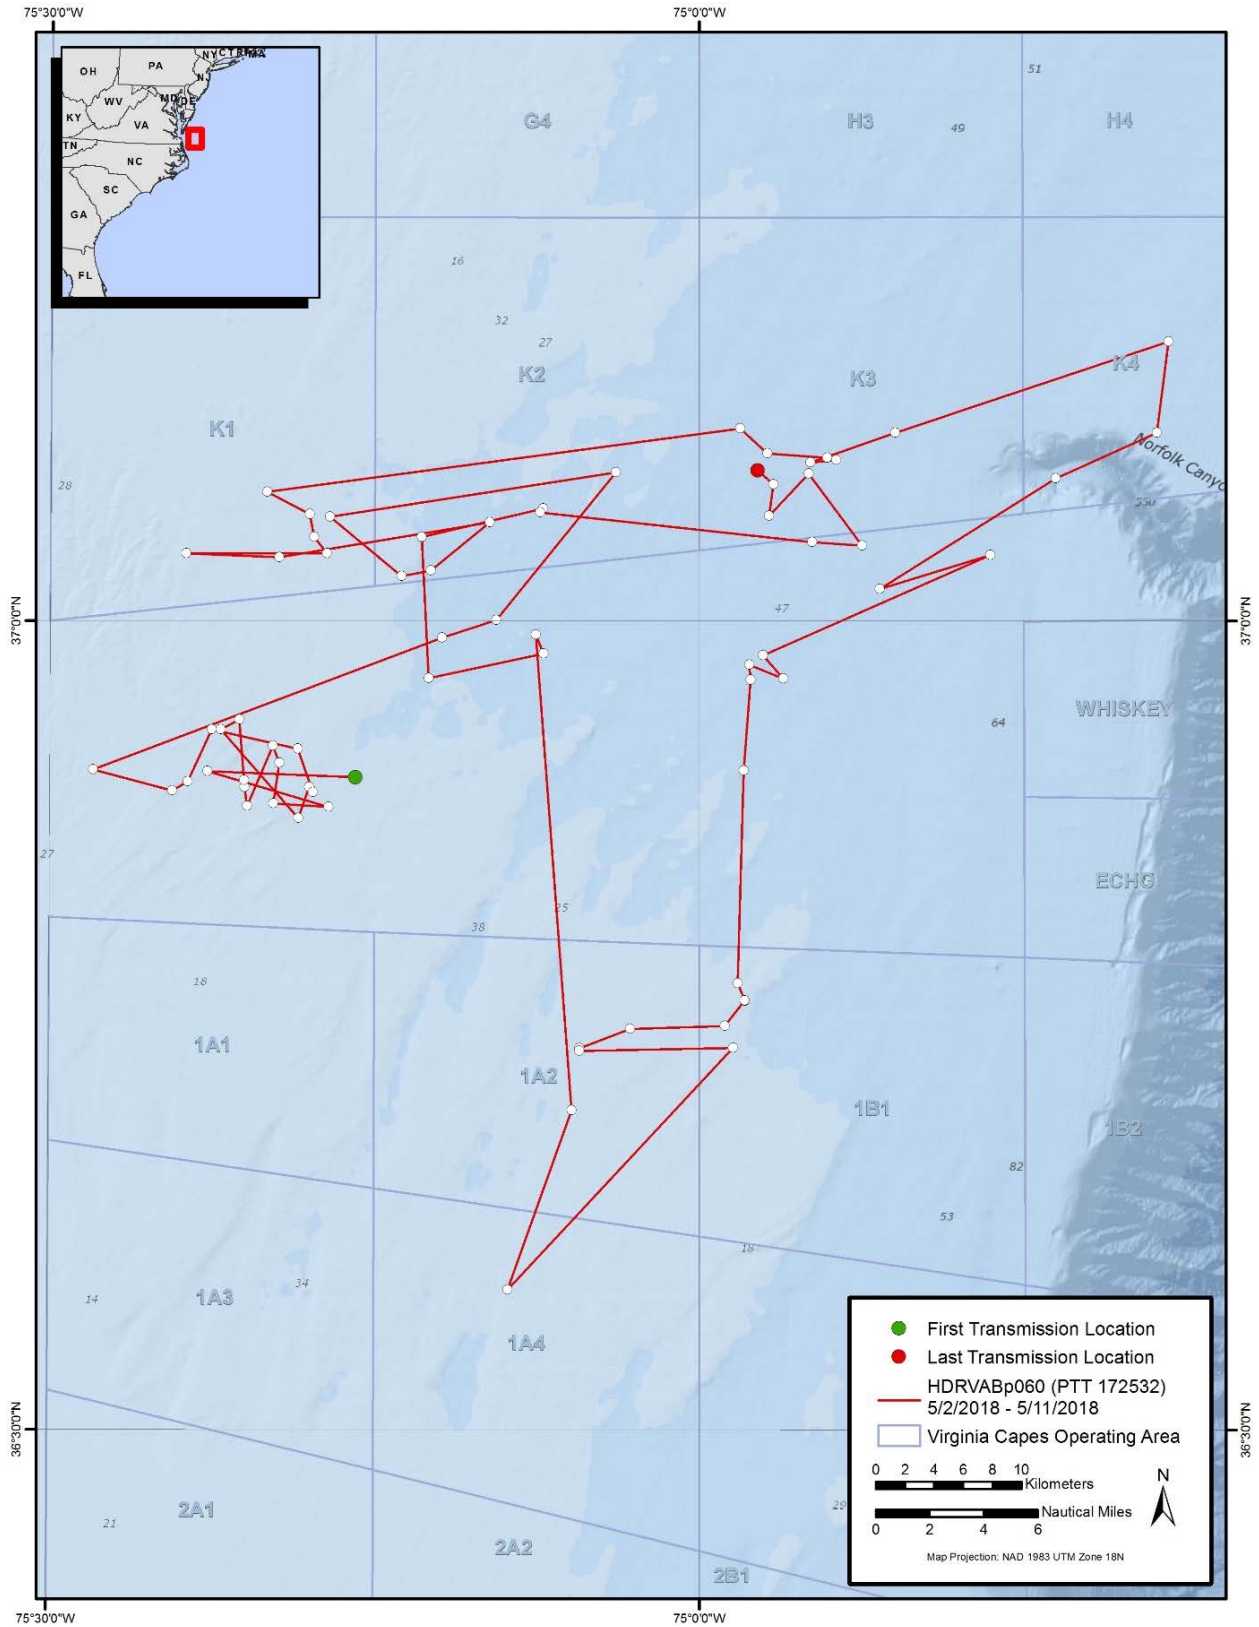 75°30'0"W
75°0'0"W
NY
CT
MA
PA
OH
NJ
MD
DE
WV
VA
KY
TN
NC
SC
GA
FL
51
G4
H3
49
H4
16
32
27
K2
K3
K4
K1
Norfolk Canyo
28
550
37°0'0"N
37°0'0"N
47
WHISKEY
64
27
ECHO
25
38
18
1A1
1A2
1B1
1B2
82
53
18
34
14
1A3
1A4
First Transmission Location
Last Transmission Location
HDRVABp060 (PTT 172532)
5/2/2018 - 5/11/2018
Virginia Capes Operating Area
0 2 4 6 8 10
Kilometers
Nautical Miles
0 2 4 6
N
Map Projection: NAD 1983 UTM Zone 18N
36°30'0"N
36°30'0"N
29
2A1
21
2A2
2B1
75°30'0"W
75°0'0"W